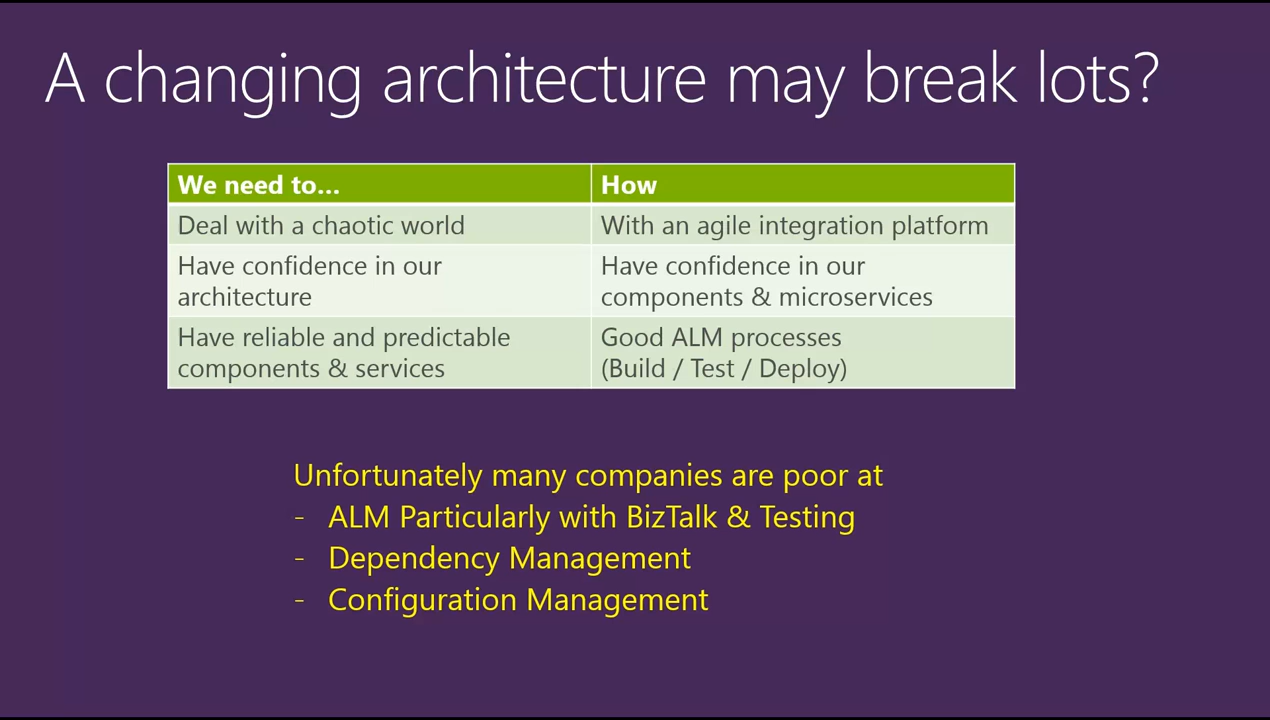 A changing architecture may break lots?
We need to...
How
Deal with a chaotic world
With an agile integration platform
Have confidence in our
architecture
Have confidence in our
components & microservices
Have reliable and predictable
components & services
Good ALM processes
(Build / Test / Deploy)
Unfortunately many companies are poor at
- ALM Particularly with BizTalk & Testing
- Dependency Management
- Configuration Management